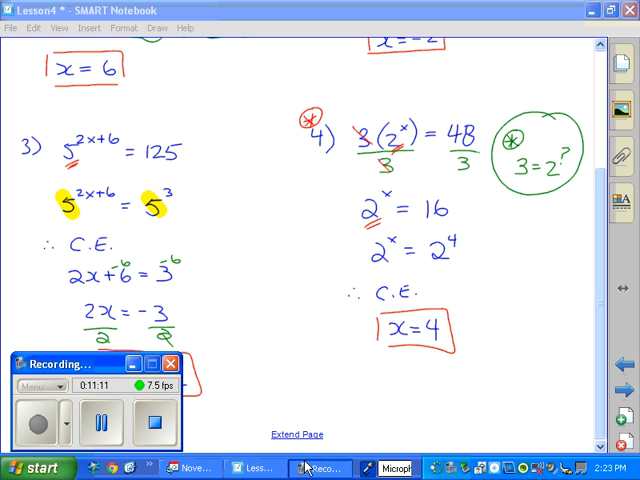 Lesson4 * - SMART Notebook
File Edit View Insert Format Draw Help
x = 6
x = -2
3) 5^{2x+6} = 125
5^{2x+6} = 5^3
∴ C.E.
2x+6 = 3
-6 -6
2x = -3
2 2
* 4) 3(2^x) = 48
3 3
2^x = 16
2^x = 2^4
∴ C.E.
x = 4
* 3 = 2?
Recording...
Menu
0:11:11
7.5 fps
Extend Page
start
Nove...
Less...
Reco...
Microph
2:23 PM